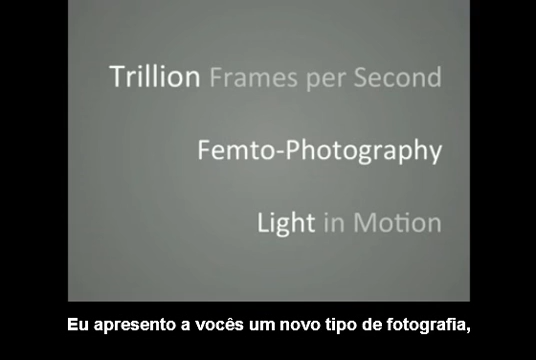 Trillion Frames per Second
Femto-Photography
Light in Motion
Eu apresento a vocês um novo tipo de fotografia,